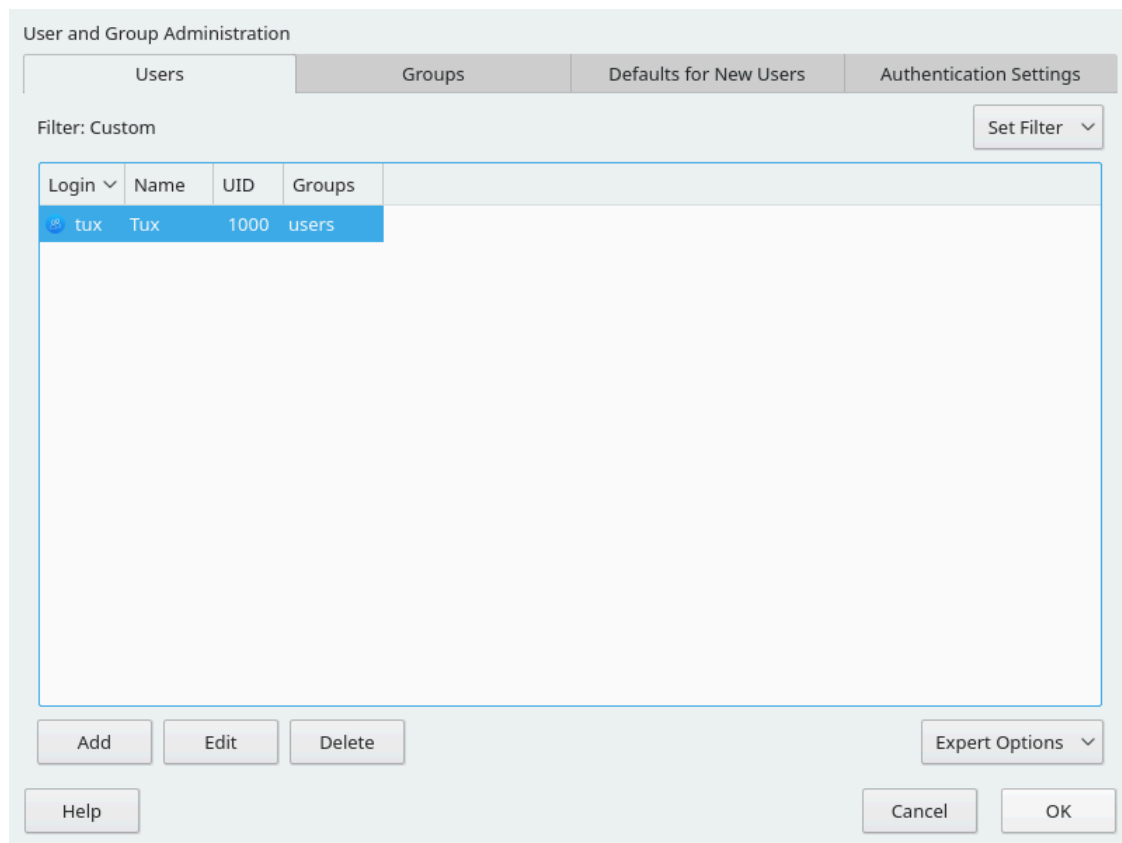 User and Group Administration
Users Groups Defaults for New Users Authentication Settings
Filter: Custom Set Filter
Login Name UID Groups
tux Tux 1000 users
Add Edit Delete Expert Options
Help Cancel OK